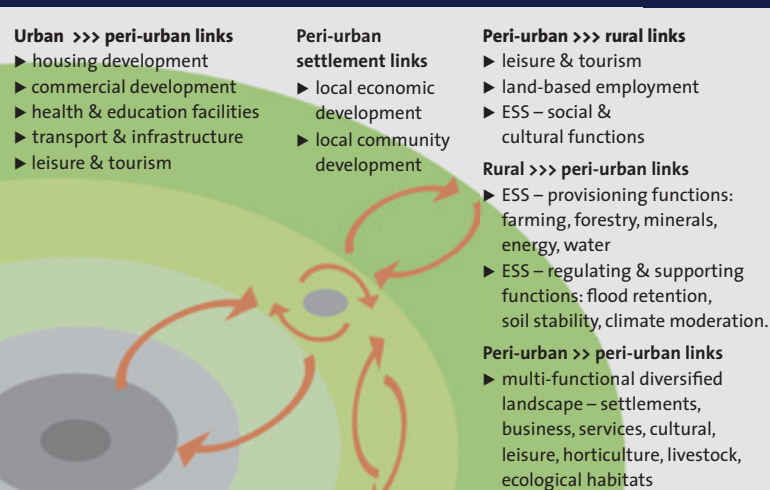 Urban >>> peri-urban links
► housing development
► commercial development
► health & education facilities
► transport & infrastructure
► leisure & tourism
Peri-urban
settlement links
► local economic
development
► local community
development
Peri-urban >>> rural links
► leisure & tourism
► land-based employment
► ESS – social &
cultural functions
Rural >>> peri-urban links
► ESS – provisioning functions:
farming, forestry, minerals,
energy, water
► ESS – regulating & supporting
functions: flood retention,
soil stability, climate moderation.
Peri-urban >> peri-urban links
► multi-functional diversified
landscape – settlements,
business, services, cultural,
leisure, horticulture, livestock,
ecological habitats